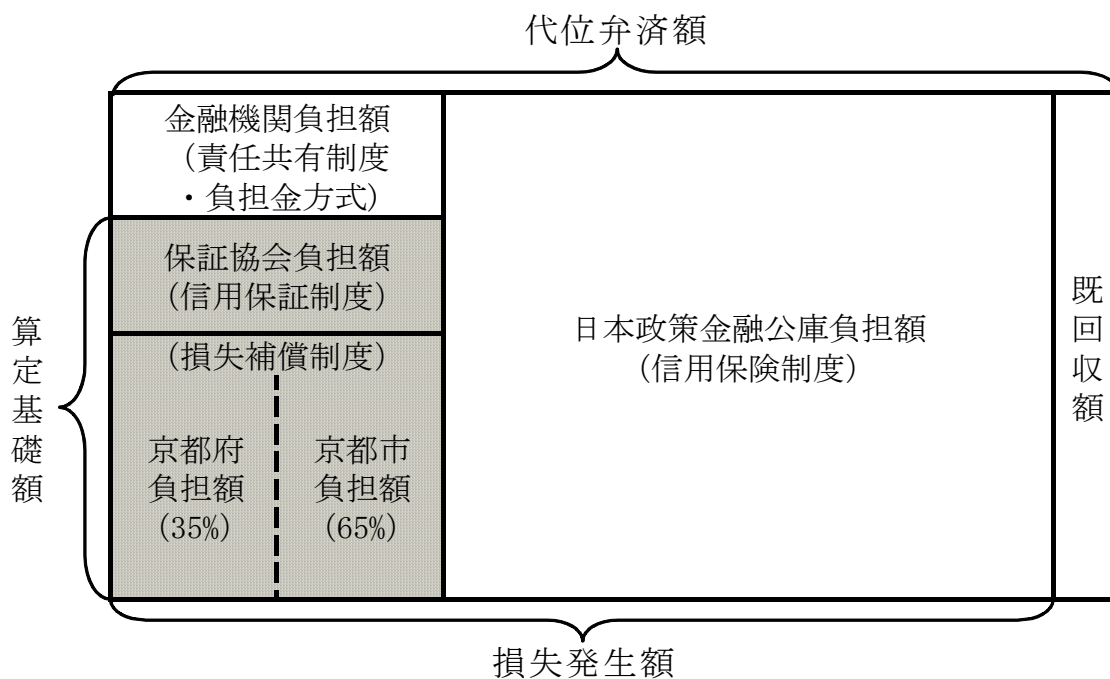 代位弁済額
金融機関負担額
（責任共有制度
・負担金方式）
保証協会負担額
（信用保証制度）
（損失補償制度）
京都府
負担額
(35%)
京都市
負担額
(65%)
算定基礎額
日本政策金融公庫負担額
（信用保険制度）
既回収額
損失発生額